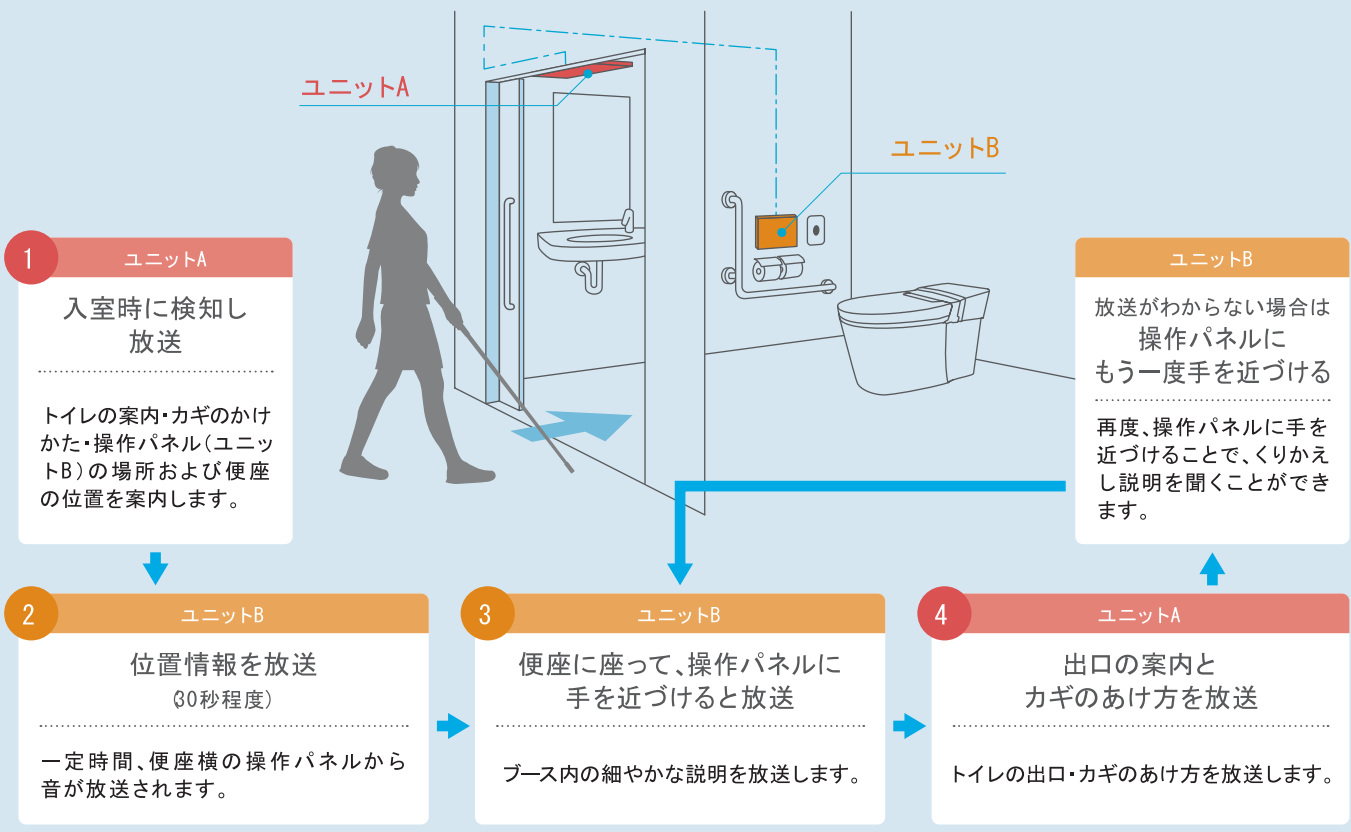 ユニットA
ユニットB
1
ユニットA
入室時に検知し
放送
トイレの案内・カギのかけ
かた・操作パネル(ユニッ
トB)の場所および便座
の位置を案内します。
2
ユニットB
位置情報を放送
(30秒程度)
一定時間、便座横の操作パネルから
音が放送されます。
3
ユニットB
便座に座って、操作パネルに
手を近づけると放送
ブース内の細やかな説明を放送します。
4
ユニットA
出口の案内と
カギのあけ方を放送
トイレの出口・カギのあけ方を放送します。
ユニットB
放送がわからない場合は
操作パネルに
もう一度手を近づける
再度、操作パネルに手を
近づけることで、くりかえ
し説明を聞くことができ
ます。